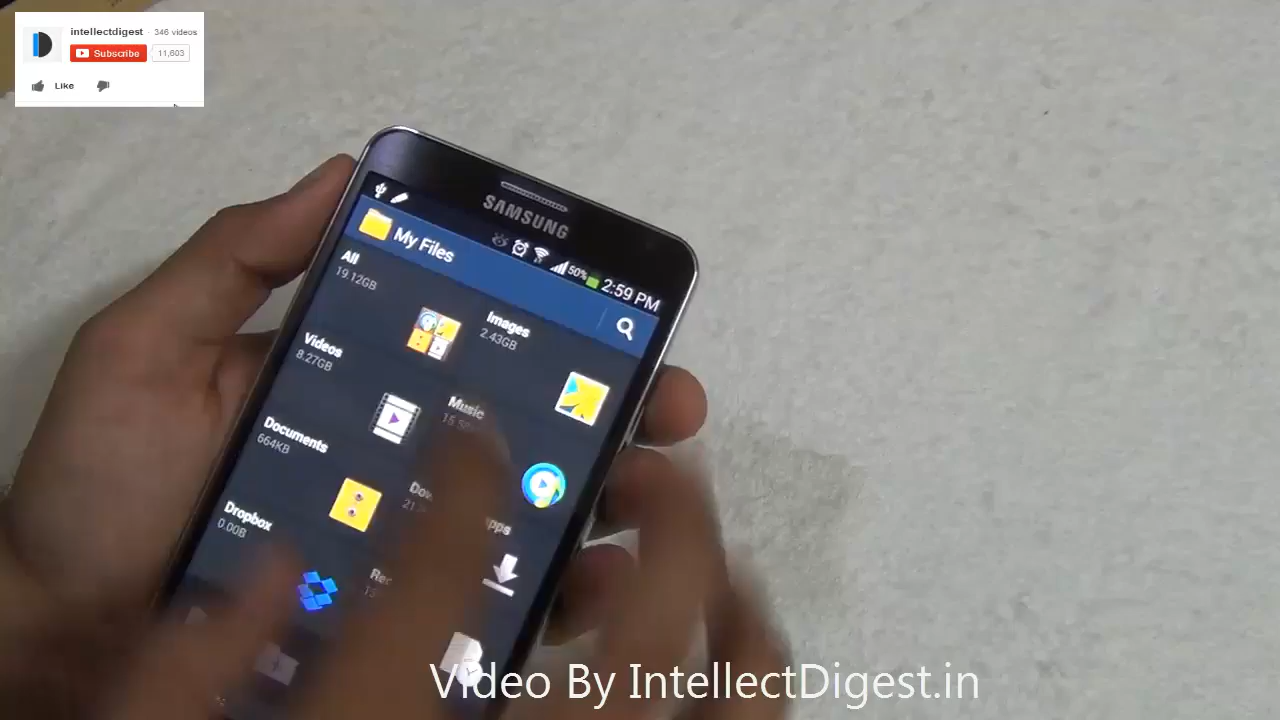 intellectdigest · 346 videos
Subscribe 11,603
Like
SAMSUNG
50% 2:59 PM
My Files
All
19.12GB
Images
2.43GB
Videos
8.27GB
Music
Documents
664KB
Dropbox
0.00B
Video By IntellectDigest.in